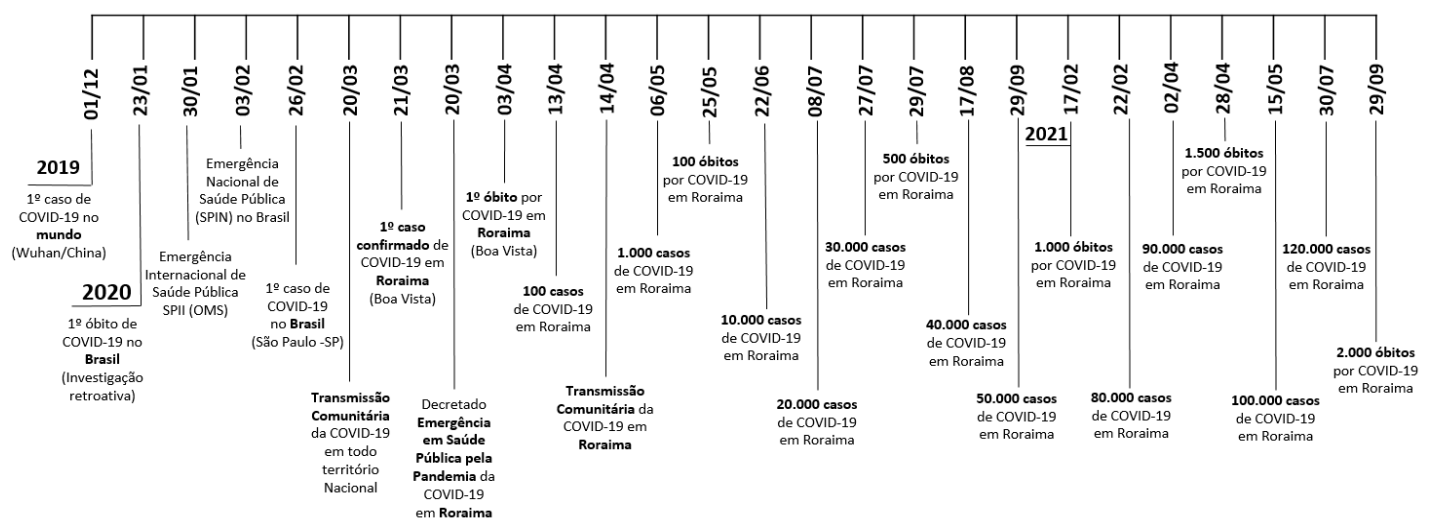 01/12
23/01
30/01
03/02
26/02
20/03
21/03
20/03
03/04
13/04
14/04
06/05
25/05
22/06
08/07
27/07
29/07
17/08
29/09
17/02
22/02
02/04
28/04
15/05
30/07
29/09
2019
1º caso de
COVID-19 no
mundo
(Wuhan/China)
2020
1º óbito de
COVID-19 no
Brasil
(Investigação
retroativa)
Emergência
Internacional de
Saúde Pública
SPII (OMS)
Emergência
Nacional de
Saúde Pública
(SPIN) no Brasil
1º caso de
COVID-19
no Brasil
(São Paulo -SP)
Transmissão
Comunitária
da COVID-19
em todo
território
Nacional
1º caso
confirmado de
COVID-19 em
Roraima
(Boa Vista)
Decretado
Emergência
em Saúde
Pública pela
Pandemia da
COVID-19
em Roraima
1º óbito por
COVID-19 em
Roraima
(Boa Vista)
100 casos
de COVID-19
em Roraima
Transmissão
Comunitária da
COVID-19 em
Roraima
1.000 casos
de COVID-19
em Roraima
100 óbitos
por COVID-19
em Roraima
10.000 casos
de COVID-19
em Roraima
20.000 casos
de COVID-19
em Roraima
30.000 casos
de COVID-19
em Roraima
500 óbitos
por COVID-19
em Roraima
40.000 casos
de COVID-19
em Roraima
50.000 casos
de COVID-19
em Roraima
2021
1.000 óbitos
por COVID-19
em Roraima
80.000 casos
de COVID-19
em Roraima
90.000 casos
de COVID-19
em Roraima
1.500 óbitos
por COVID-19
em Roraima
100.000 casos
de COVID-19
em Roraima
120.000 casos
de COVID-19
em Roraima
2.000 óbitos
por COVID-19
em Roraima